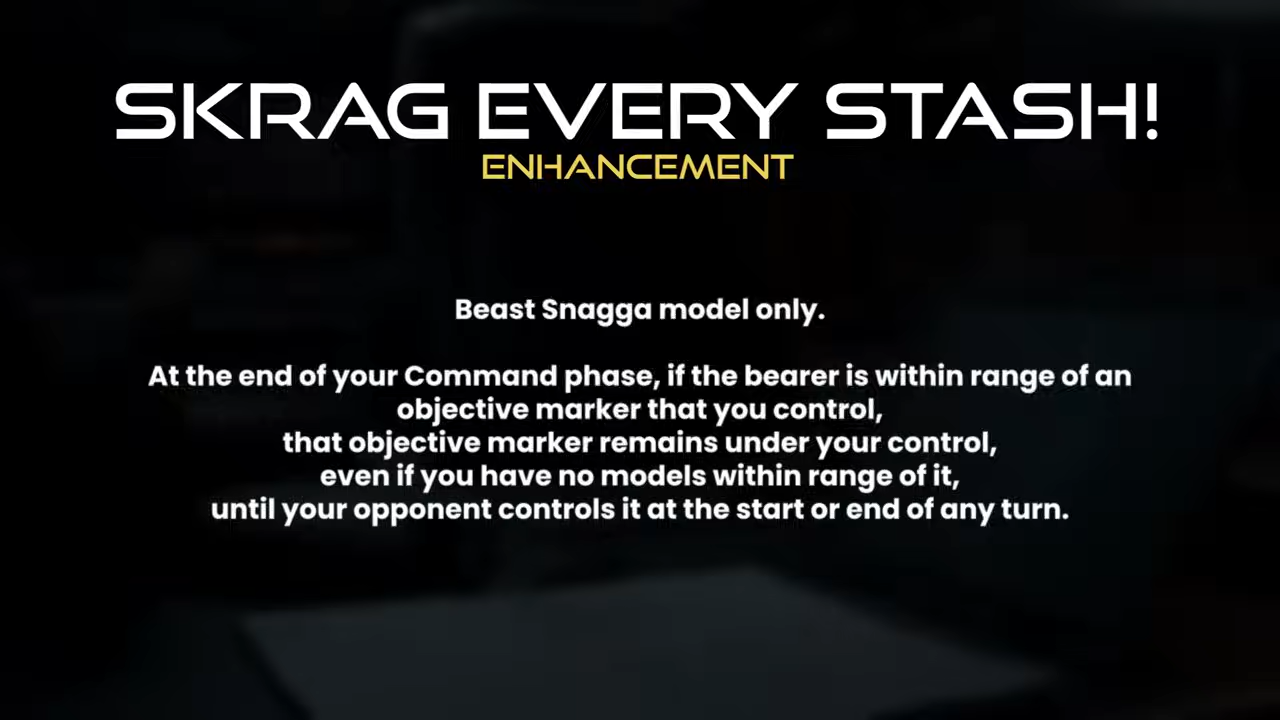 SKRAG EVERY STASH!
ENHANCEMENT
Beast Snagga model only.
At the end of your Command phase, if the bearer is within range of an
objective marker that you control,
that objective marker remains under your control,
even if you have no models within range of it,
until your opponent controls it at the start or end of any turn.